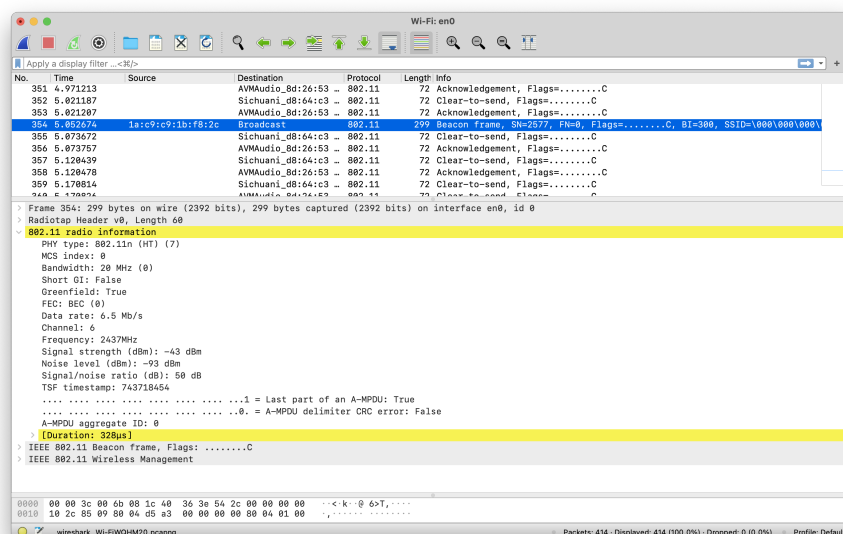 Wi-Fi: en0
Apply a display filter ...<⌘/>
+
No. Time Source Destination Protocol Length Info
351 4.971213 AVMAudio_8d:26:53 … 802.11 72 Acknowledgement, Flags=........C
352 5.021187 Sichuani_d8:64:c3 … 802.11 72 Clear-to-send, Flags=........C
353 5.021207 AVMAudio_8d:26:53 … 802.11 72 Acknowledgement, Flags=........C
354 5.052674 1a:c9:c9:1b:f8:2c Broadcast 802.11 299 Beacon frame, SN=2577, FN=0, Flags=........C, BI=300, SSID=\000\000\000\
355 5.073672 Sichuani_d8:64:c3 … 802.11 72 Clear-to-send, Flags=........C
356 5.073757 AVMAudio_8d:26:53 … 802.11 72 Acknowledgement, Flags=........C
357 5.120439 Sichuani_d8:64:c3 … 802.11 72 Clear-to-send, Flags=........C
358 5.120478 AVMAudio_8d:26:53 … 802.11 72 Acknowledgement, Flags=........C
359 5.170814 Sichuani_d8:64:c3 … 802.11 72 Clear-to-send, Flags=........C
> Frame 354: 299 bytes on wire (2392 bits), 299 bytes captured (2392 bits) on interface en0, id 0
> Radiotap Header v0, Length 60
802.11 radio information
PHY type: 802.11n (HT) (7)
MCS index: 0
Bandwidth: 20 MHz (0)
Short GI: False
Greenfield: True
FEC: BEC (0)
Data rate: 6.5 Mb/s
Channel: 6
Frequency: 2437MHz
Signal strength (dBm): -43 dBm
Noise level (dBm): -93 dBm
Signal/noise ratio (dB): 50 dB
TSF timestamp: 743718454
.... .... .... .... .... .... .... ...1 = Last part of an A-MPDU: True
.... .... .... .... .... .... .... ..0. = A-MPDU delimiter CRC error: False
A-MPDU aggregate ID: 0
> [Duration: 328µs]
> IEEE 802.11 Beacon frame, Flags: ........C
> IEEE 802.11 Wireless Management
0000 00 00 3c 00 6b 08 1c 40 36 3e 54 2c 00 00 00 00 ··<·k··@ 6>T,····
0010 10 2c 85 09 80 04 d5 a3 00 00 00 00 80 04 01 00 ·,······ ········
wireshark_Wi-FiWQHM20.pcapng Packets: 414 · Displayed: 414 (100.0%) · Dropped: 0 (0.0%) Profile: Default